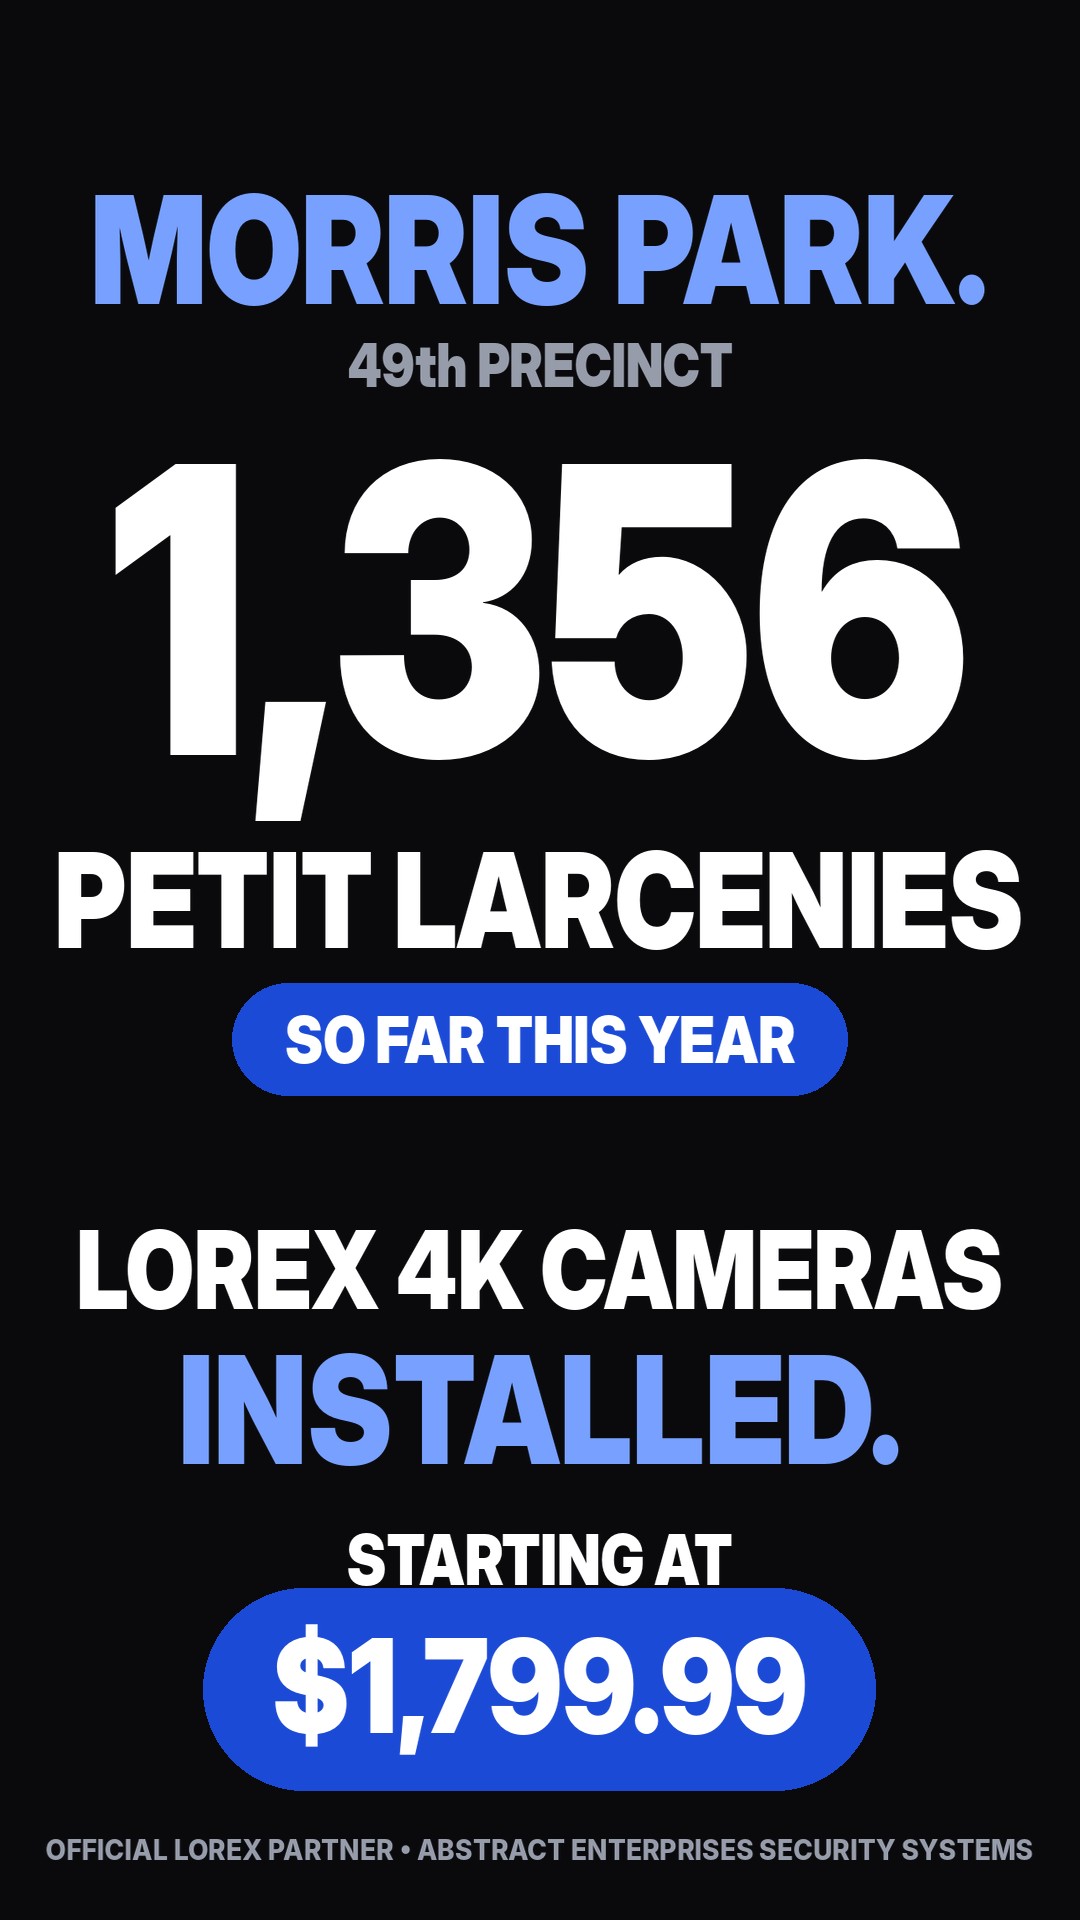 MORRIS PARK.
49th PRECINCT
1,356
PETIT LARCENIES
SO FAR THIS YEAR
LOREX 4K CAMERAS
INSTALLED.
STARTING AT
$1,799.99
OFFICIAL LOREX PARTNER • ABSTRACT ENTERPRISES SECURITY SYSTEMS